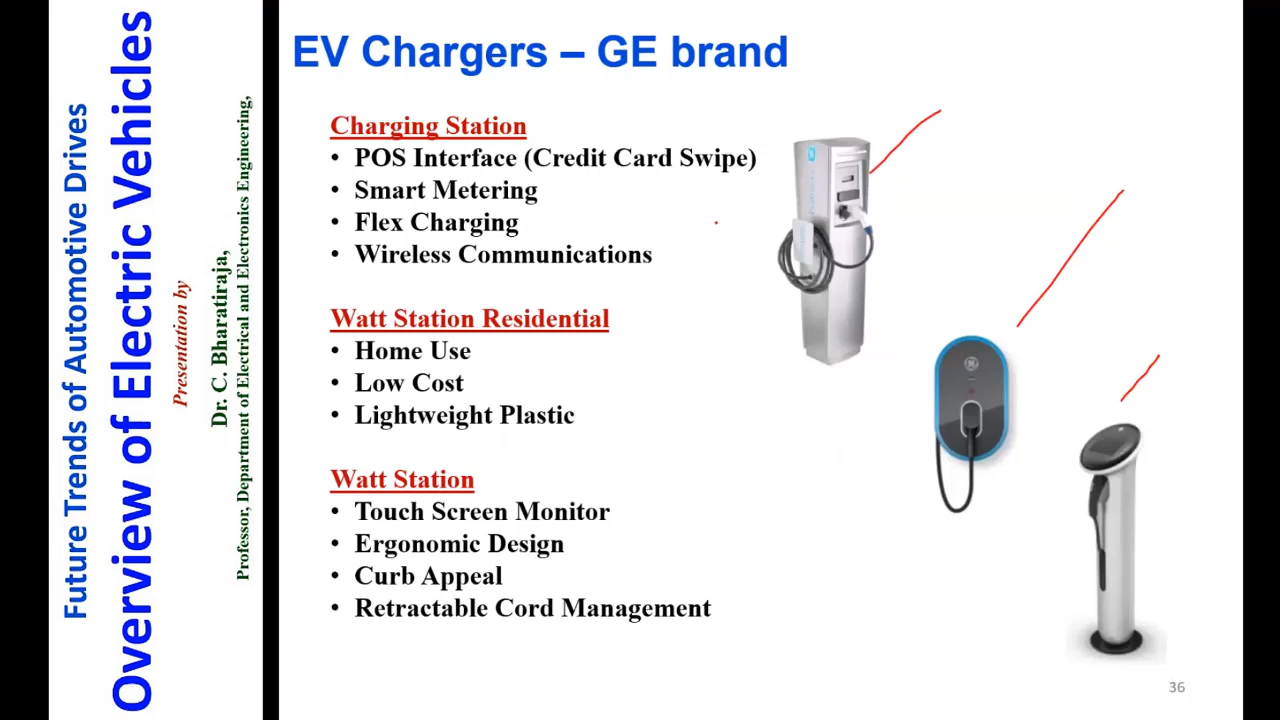 Future Trends of Automotive Drives
Overview of Electric Vehicles
Presentation by
Dr. C. Bharatiraja,
Professor, Department of Electrical and Electronics Engineering,
EV Chargers – GE brand
Charging Station
• POS Interface (Credit Card Swipe)
• Smart Metering
• Flex Charging
• Wireless Communications
Watt Station Residential
• Home Use
• Low Cost
• Lightweight Plastic
Watt Station
• Touch Screen Monitor
• Ergonomic Design
• Curb Appeal
• Retractable Cord Management
36